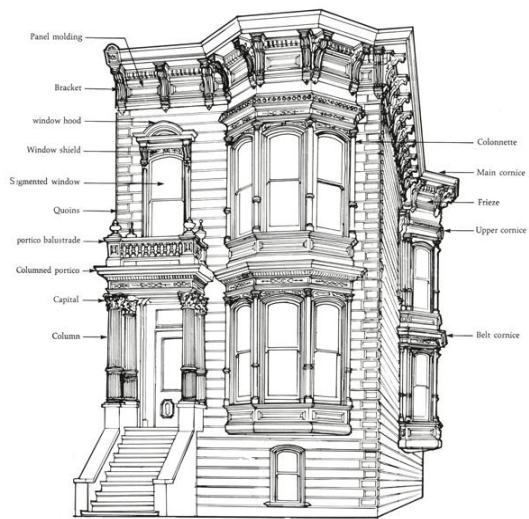 Panel molding
Bracket
window hood
Window shield
Segmented window
Quoins
portico balustrade
Columned portico
Capital
Column
Colonnette
Main cornice
Frieze
Upper cornice
Belt cornice